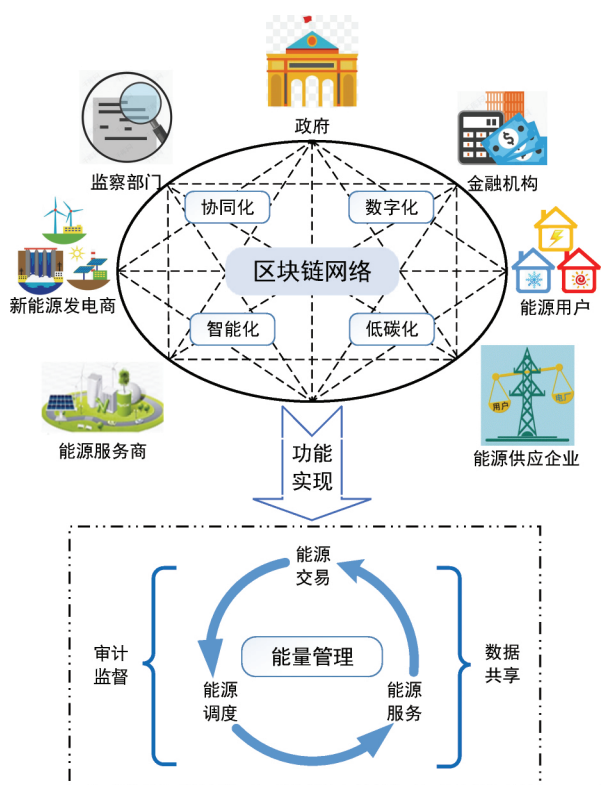 政府
监察部门
金融机构
协同化
数字化
区块链网络
新能源发电商
能源用户
智能化
低碳化
用户
电厂
能源服务商
能源供应企业
功能
实现
能源
交易
审计
监督
能量管理
数据
共享
能源
调度
能源
服务